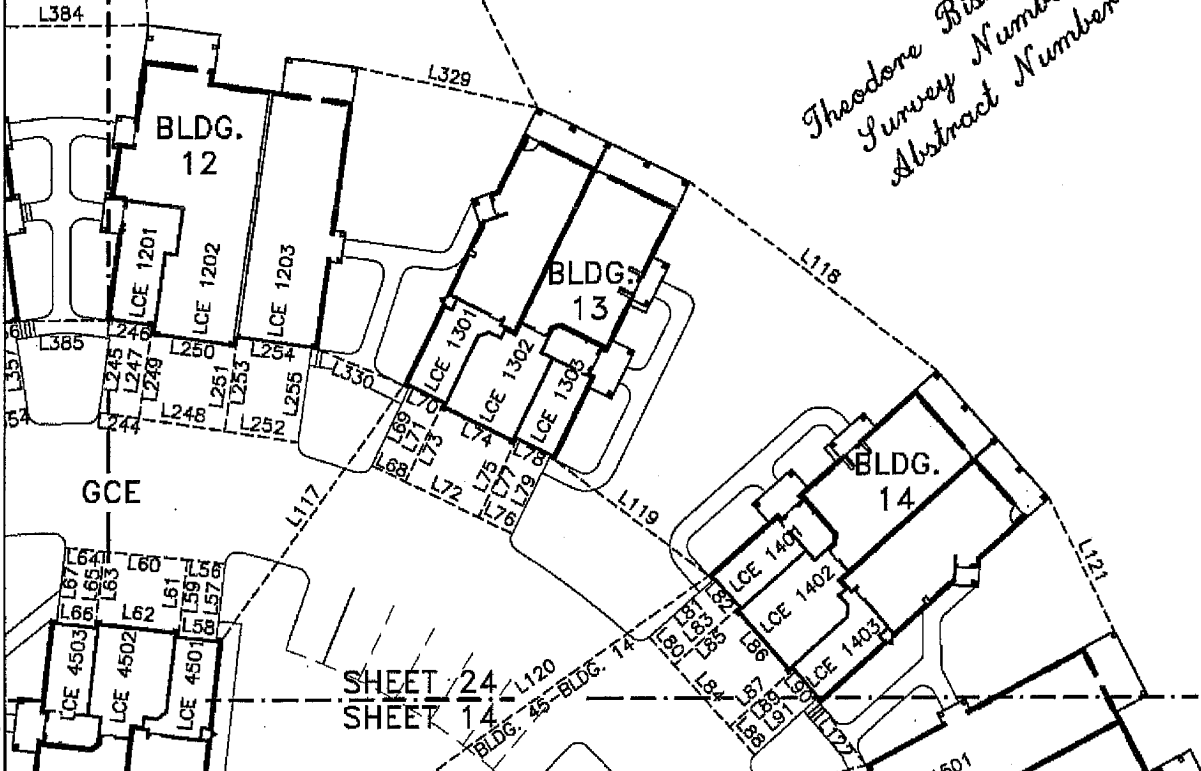 L384
Theodore
Survey
Abstract Number
L329
BLDG.
12
LCE 1201
LCE 1202
LCE 1203
L118
BLDG.
13
LCE 1301
LCE 1302
LCE 1303
L385
L357
L246
L245
L247
L249
L250
L251
L253
L254
L255
L244
L248
L252
L330
L70
L69
L71
L73
L74
L75
L77
L78
L79
L68
L72
L76
BLDG.
14
LCE 1401
LCE 1402
LCE 1403
GCE
L117
L119
L121
L64
L60
L56
L67
L65
L63
L61
L59
L57
L66
L62
L58
LCE 4503
LCE 4502
LCE 4501
L81
L82
L83
L85
L80
L86
L84
L87
L89
L90
L91
L88
L122
L120
BLDG. 45-BLDG. 14
SHEET 24
SHEET 14